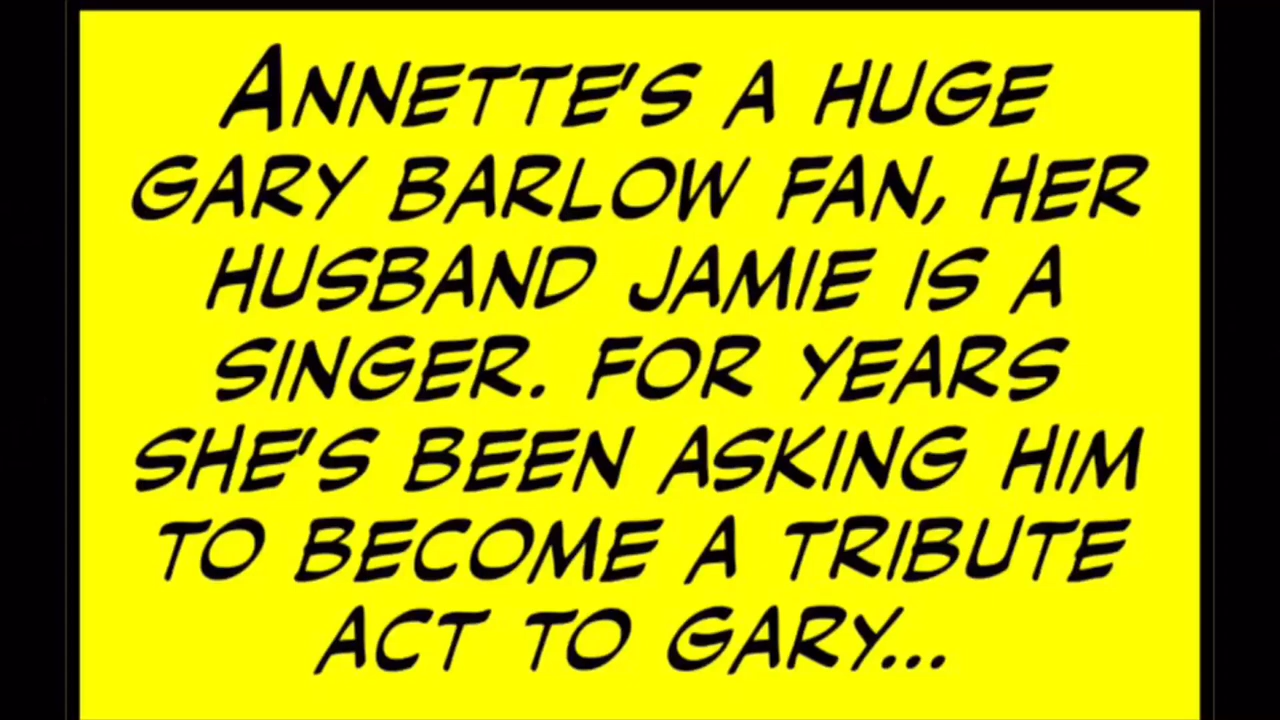 ANNETTE'S A HUGE
GARY BARLOW FAN, HER
HUSBAND JAMIE IS A
SINGER. FOR YEARS
SHE'S BEEN ASKING HIM
TO BECOME A TRIBUTE
ACT TO GARY...